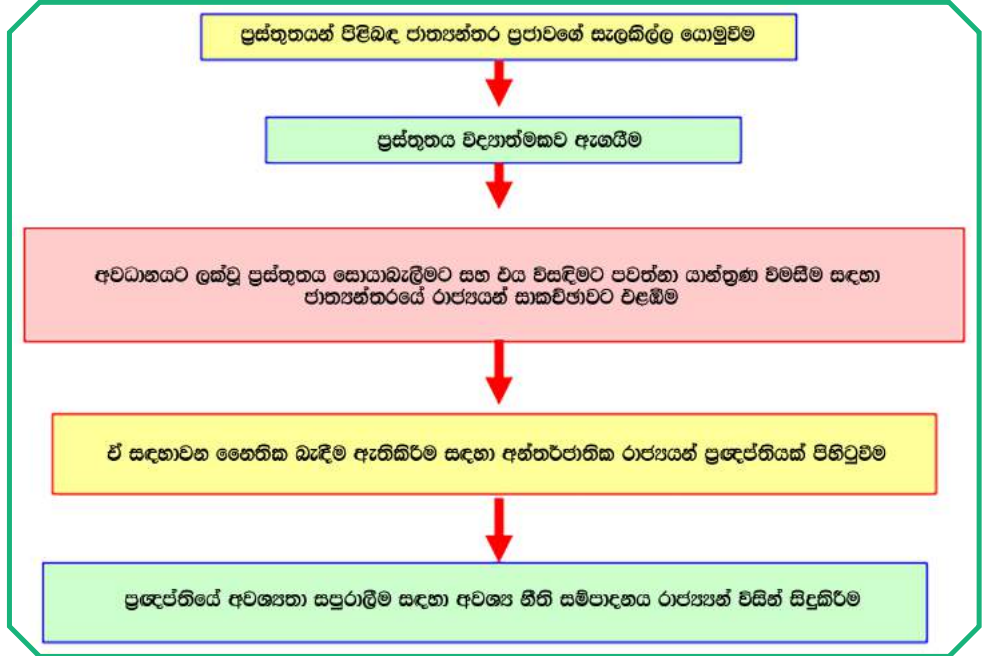 ප්‍රස්තුතයන් පිළිබඳ ජාත්‍යන්තර ප්‍රජාවගේ සැලකිල්ල යොමුවීම
ප්‍රස්තුතය විද්‍යාත්මකව ඇගයීම
අවධානයට ලක්වූ ප්‍රස්තුතය සොයාබැලීමට සහ එය විසඳීමට පවත්නා යාන්ත්‍රණ විමසීම සඳහා
ජාත්‍යන්තරයේ රාජ්‍යයන් සාකච්ඡාවට එළඹීම
ඒ සඳහාවන නෛතික බැඳීම ඇතිකිරීම සඳහා අන්තර්ජාතික රාජ්‍යයන් ප්‍රඥප්තියක් පිහිටුවීම
ප්‍රඥප්තියේ අවශ්‍යතා සපුරාලීම සඳහා අවශ්‍ය නීති සම්පාදනය රාජ්‍යයන් විසින් සිදුකිරීම